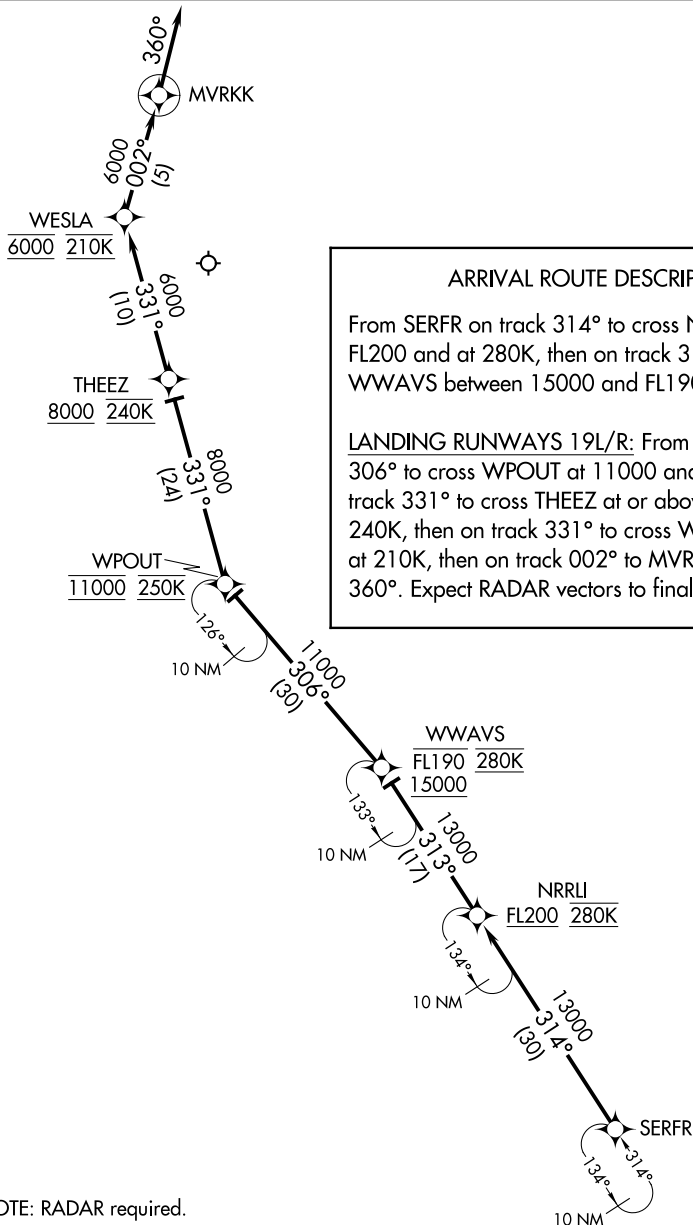 360°
MVRKK
6000
002°
(5)
WESLA
6000 210K
6000
331°
(10)
THEEZ
8000 240K
8000
331°
(24)
WPOUT
11000 250K
126°
10 NM
11000
306°
(30)
ARRIVAL ROUTE DESCRIP
From SERFR on track 314° to cross N
FL200 and at 280K, then on track 31
WWAVS between 15000 and FL190
LANDING RUNWAYS 19L/R: From
306° to cross WPOUT at 11000 and
track 331° to cross THEEZ at or abov
240K, then on track 331° to cross W
at 210K, then on track 002° to MVR
360°. Expect RADAR vectors to final
WWAVS
FL190 280K
15000
133°
10 NM
13000
313°
(17)
NRRLI
FL200 280K
134°
10 NM
13000
314°
(30)
SERFR
134°
314°
10 NM
OTE: RADAR required.